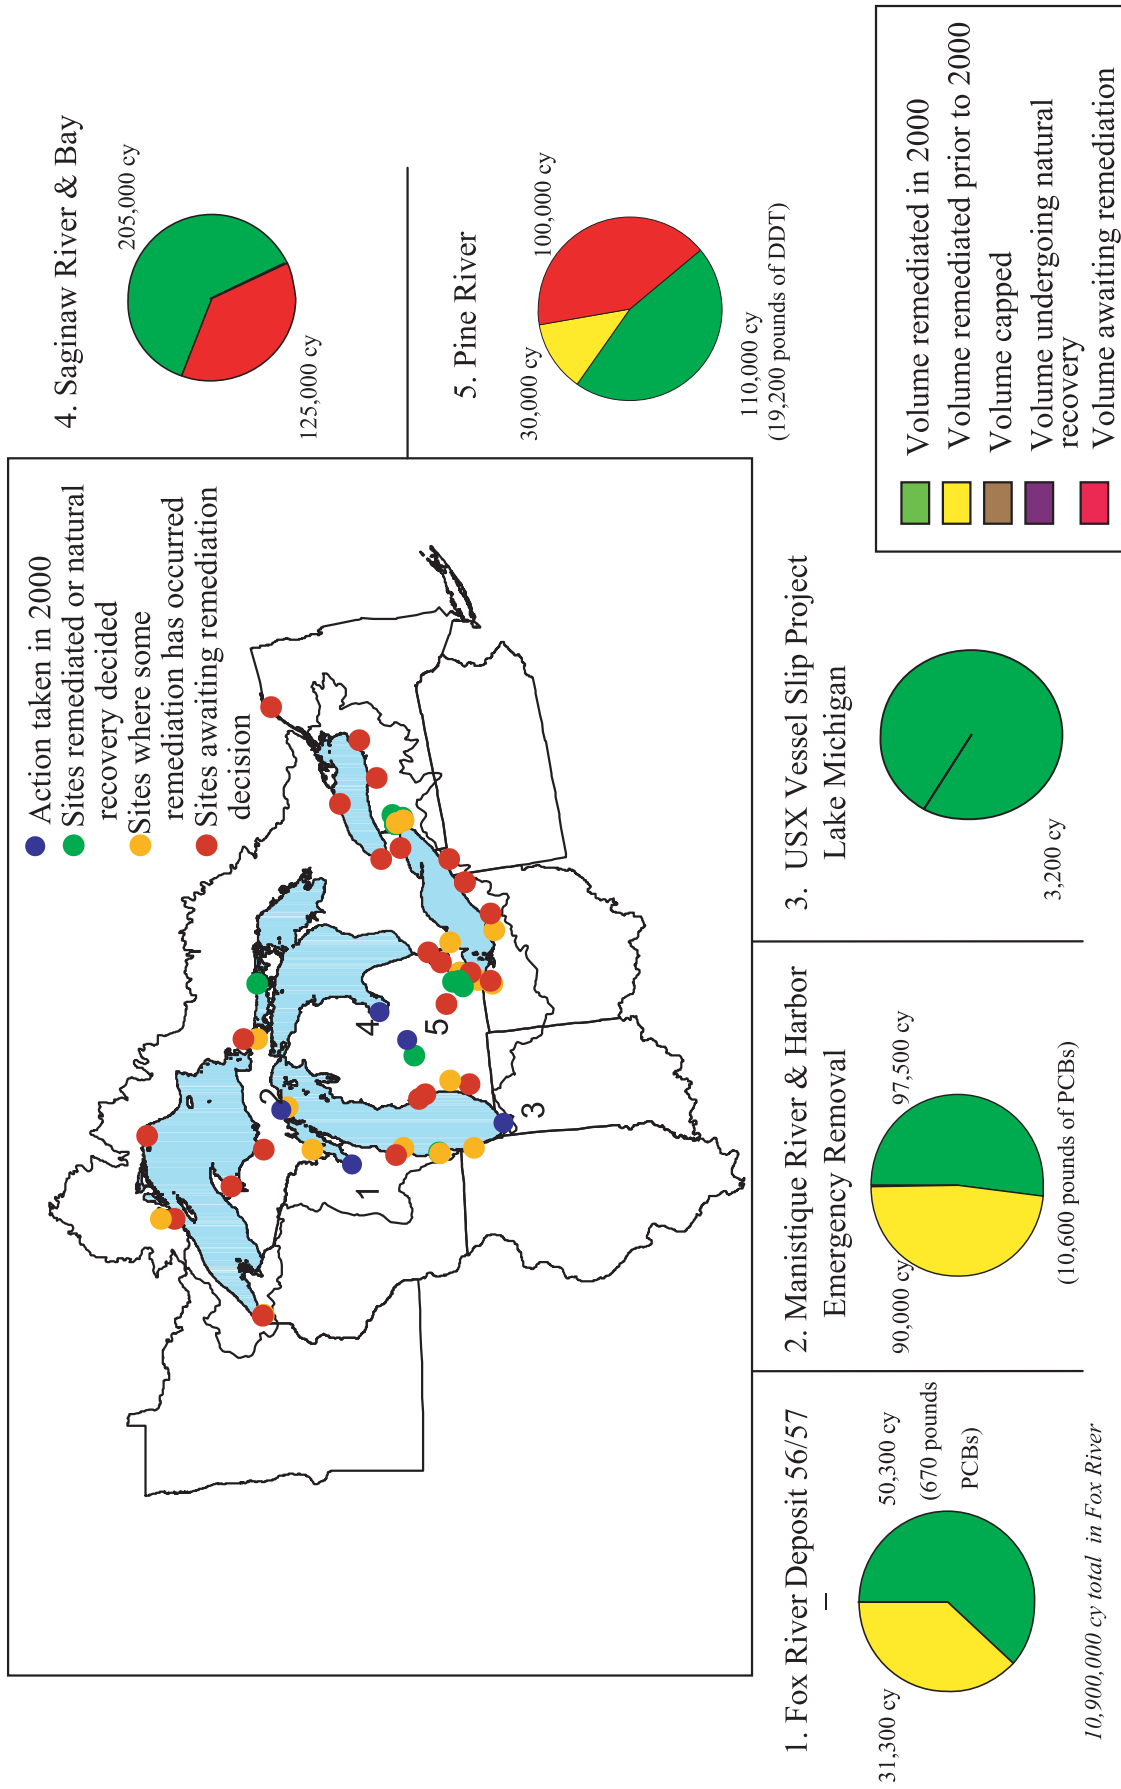 Action taken in 2000
Sites remediated or natural
recovery decided
Sites where some
remediation has occurred
Sites awaiting remediation
decision
1
2
3
4
5
4. Saginaw River & Bay
205,000 cy
125,000 cy
5. Pine River
30,000 cy
100,000 cy
110,000 cy
(19,200 pounds of DDT)
1. Fox River Deposit 56/57
–
31,300 cy
50,300 cy
(670 pounds
PCBs)
10,900,000 cy total in Fox River
2. Manistique River & Harbor
Emergency Removal
90,000 cy
97,500 cy
(10,600 pounds of PCBs)
3. USX Vessel Slip Project
Lake Michigan
3,200 cy
Volume remediated in 2000
Volume remediated prior to 2000
Volume capped
Volume undergoing natural
recovery
Volume awaiting remediation